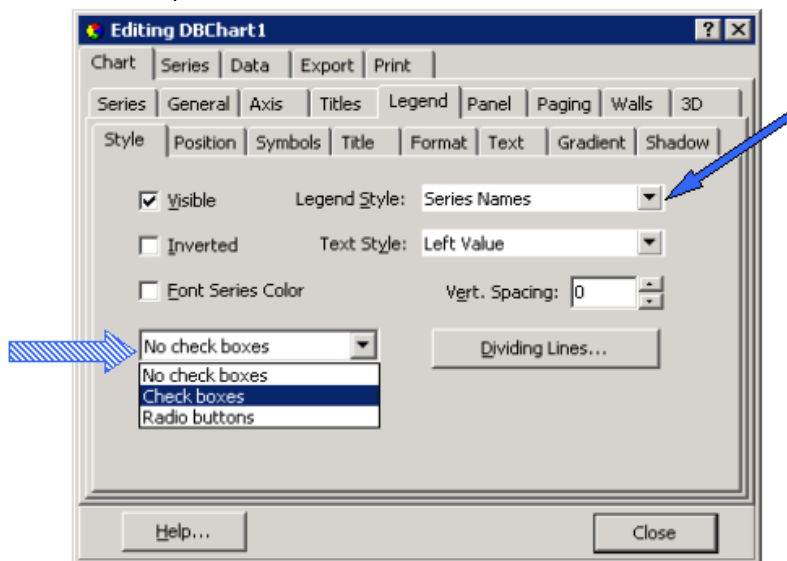 Editing DBChart1
Chart Series Data Export Print
Series General Axis Titles Legend Panel Paging Walls 3D
Style Position Symbols Title Format Text Gradient Shadow
Visible Legend Style: Series Names
Inverted Text Style: Left Value
Font Series Color Vert. Spacing: 0
No check boxes Dividing Lines...
No check boxes
Check boxes
Radio buttons
Help... Close